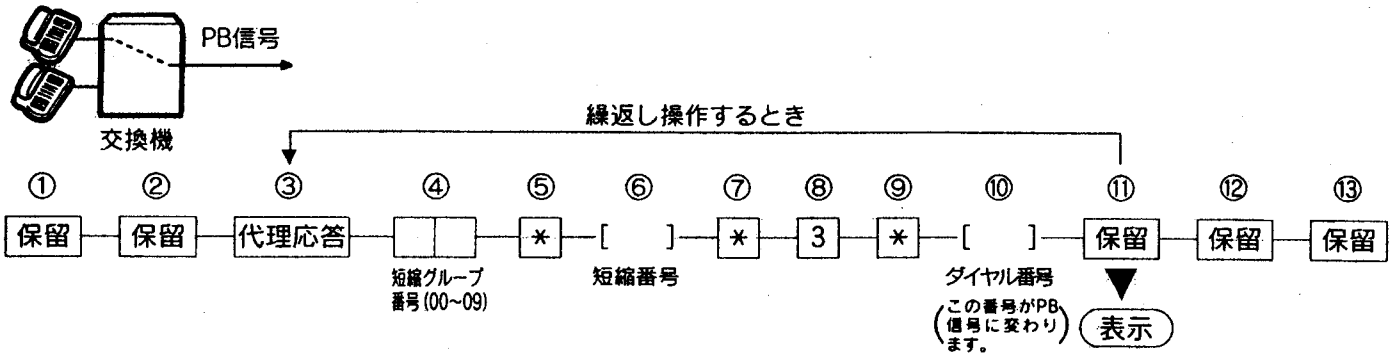 PB信号
交換機
繰返し操作するとき
① ② ③ ④ ⑤ ⑥ ⑦ ⑧ ⑨ ⑩ ⑪ ⑫ ⑬
保留 保留 代理応答 * [ ] * 3 * [ ] 保留 保留 保留
短縮グループ
番号(00~09)
短縮番号
ダイヤル番号
(この番号がPB
信号に変わり
ます。)
表示